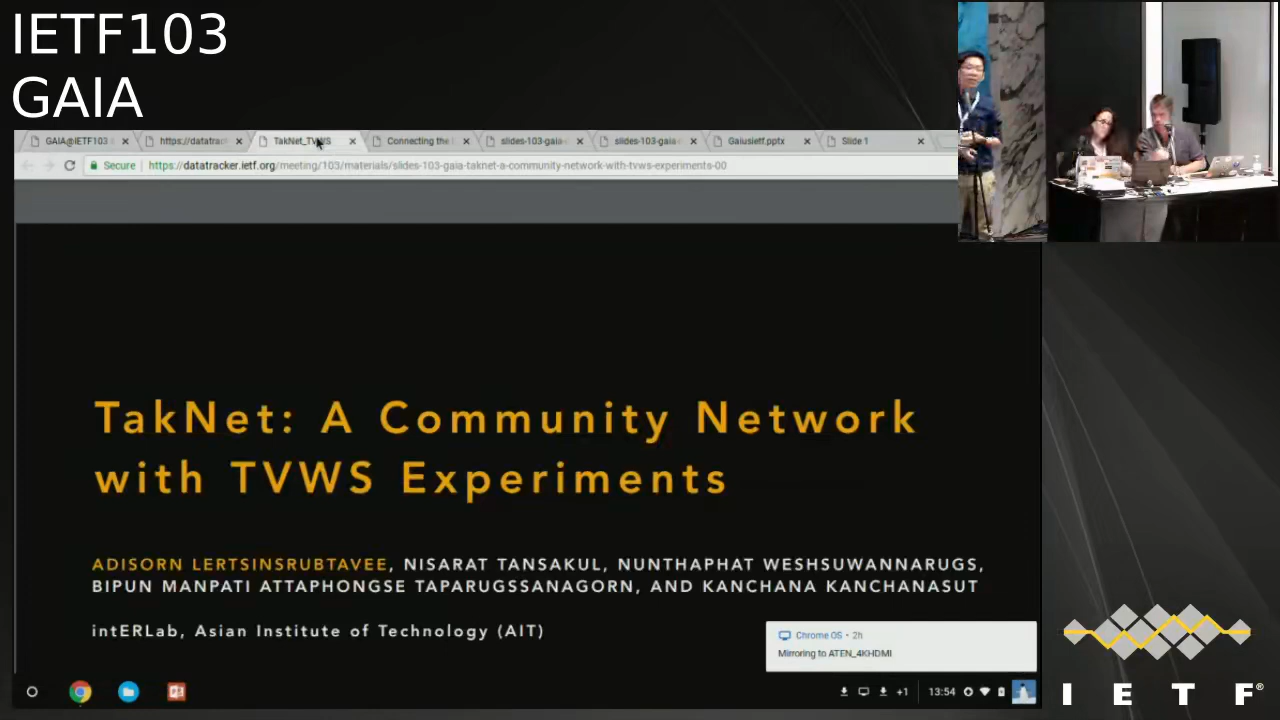 IETF103
GAIA
GAIA@IETF103
https://datatrac
TakNet_TVWS
Connecting the
slides-103-gaia-
slides-103-gaia
Gaiusietf.pptx
Slide 1
Secure
https://datatracker.ietf.org/meeting/103/materials/slides-103-gaia-taknet-a-community-network-with-tvws-experiments-00
TakNet: A Community Network
with TVWS Experiments
ADISORN LERTSINSRUBTAVEE, NISARAT TANSAKUL, NUNTHAPHAT WESHSUWANNARUGS,
BIPUN MANPATI ATTAPHONGSE TAPARUGSSANAGORN, AND KANCHANA KANCHANASUT
intERLab, Asian Institute of Technology (AIT)
Chrome OS • 2h
Mirroring to ATEN_4KHDMI
+1
13:54
I E T F®